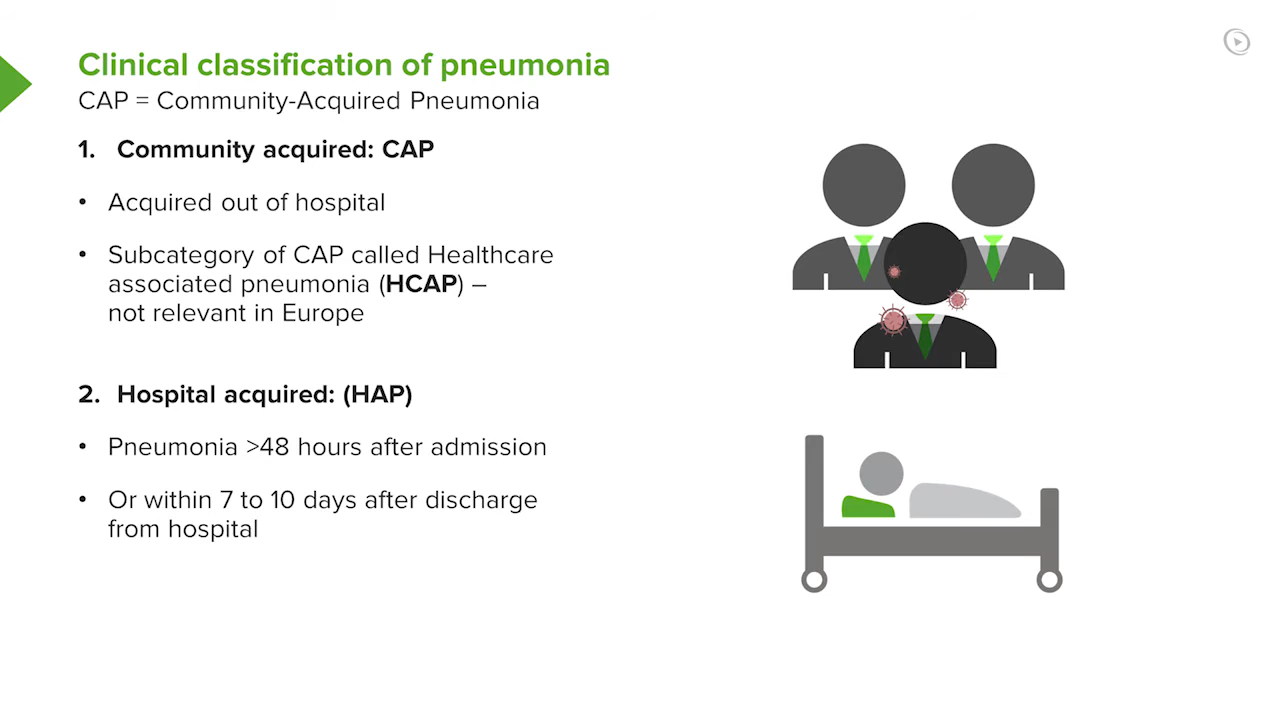 Clinical classification of pneumonia
CAP = Community-Acquired Pneumonia
1. Community acquired: CAP
• Acquired out of hospital
• Subcategory of CAP called Healthcare
associated pneumonia (HCAP) –
not relevant in Europe
2. Hospital acquired: (HAP)
• Pneumonia >48 hours after admission
• Or within 7 to 10 days after discharge
from hospital